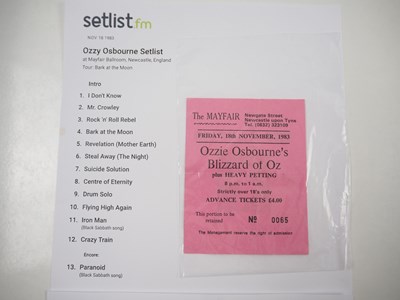 setlist.fm
Ozzy Osbourne Setlist
at Mayfair Ballroom, Newcastle, England
Tour: Bark at the Moon
Intro
1. I Don't Know
2. Mr. Crowley
3. Rock 'n' Roll Rebel
4. Bark at the Moon
5. Revelation (Mother Earth)
6. Steal Away (The Night)
7. Suicide Solution
8. Centre of Eternity
9. Drum Solo
10. Flying High Again
11. Iron Man
(Black Sabbath song)
12. Crazy Train
Encore:
13. Paranoid
(Black Sabbath song)
The MAYFAIR
Newgate Street
Newcastle upon Tyne
FRIDAY, 18th NOVEMBER, 1983
Ozzie Osbourne's
Blizzard of Oz
plus HEAVY PETTING
8 p.m. to 1 a.m.
Strictly over 18's only
ADVANCE TICKETS £4.00
This portion to be
retained
No 0065
The Management reserve the right of admission